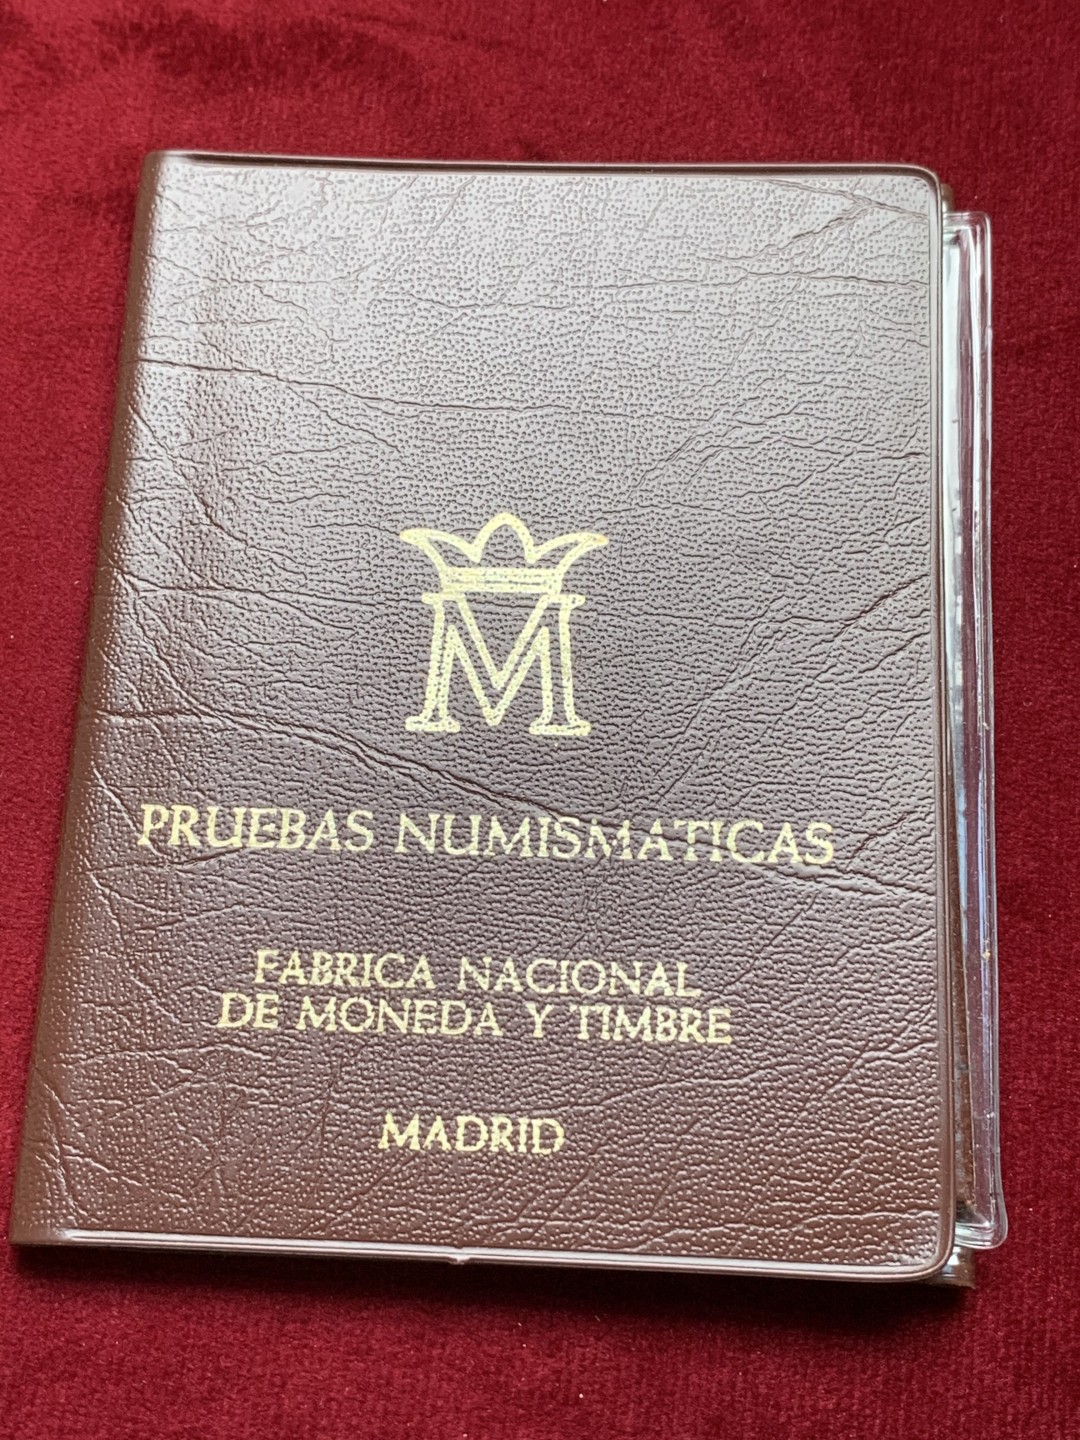 M
PRUEBAS NUMISMATICAS
FABRICA NACIONAL
DE MONEDA Y TIMBRE
MADRID